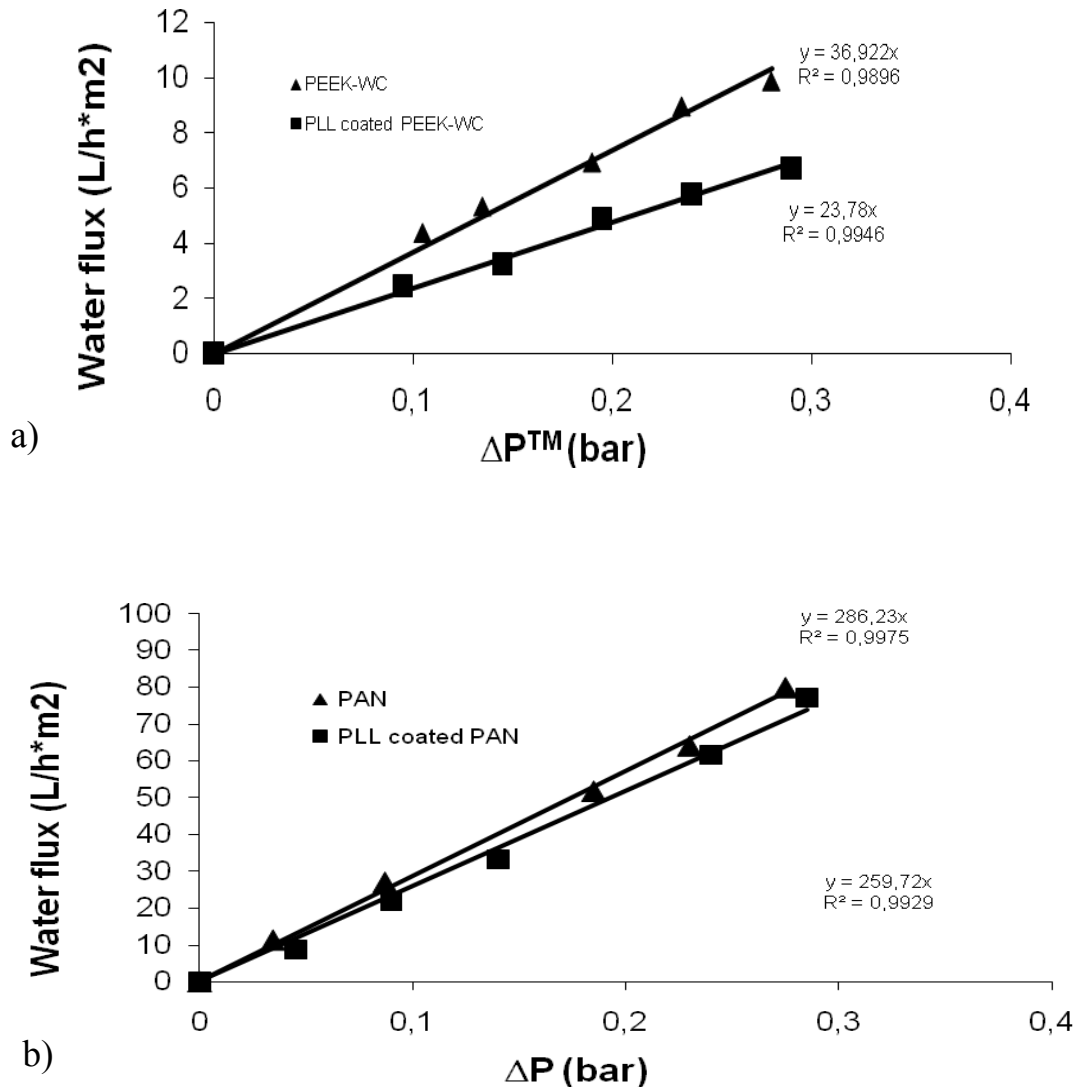 12
10
8
6
4
2
0
Water flux (L/h*m2)
PEEK-WC
PLL coated PEEK-WC
y = 36,922x
R² = 0,9896
y = 23,78x
R² = 0,9946
0 0,1 0,2 0,3 0,4
ΔP™ (bar)
a)
100
90
80
70
60
50
40
30
20
10
0
Water flux (L/h*m2)
PAN
PLL coated PAN
y = 286,23x
R² = 0,9975
y = 259,72x
R² = 0,9929
0 0,1 0,2 0,3 0,4
ΔP (bar)
b)